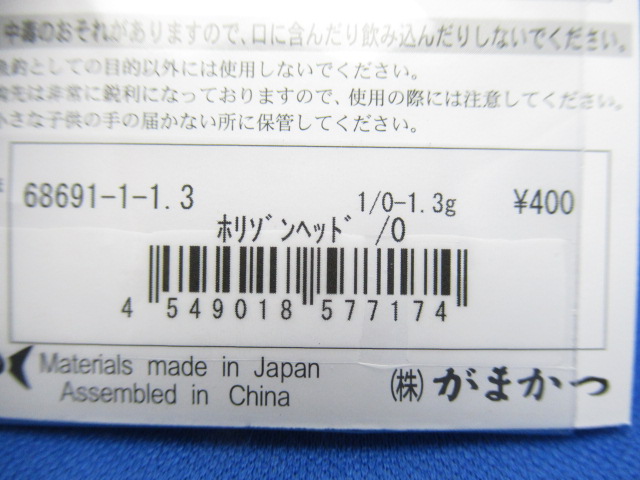 中毒のおそれがありますので、口に含んだり飲み込んだりしないでください。
魚釣としての目的以外には使用しないでください。
先は非常に鋭利になっておりますので、使用の際には注意してください。
小さな子供の手の届かない所に保管してください。
68691-1-1.3 1/0-1.3g ¥400
ホリゾンヘッド /0
4 549018 577174
Materials made in Japan
Assembled in China
(株) がまかつ